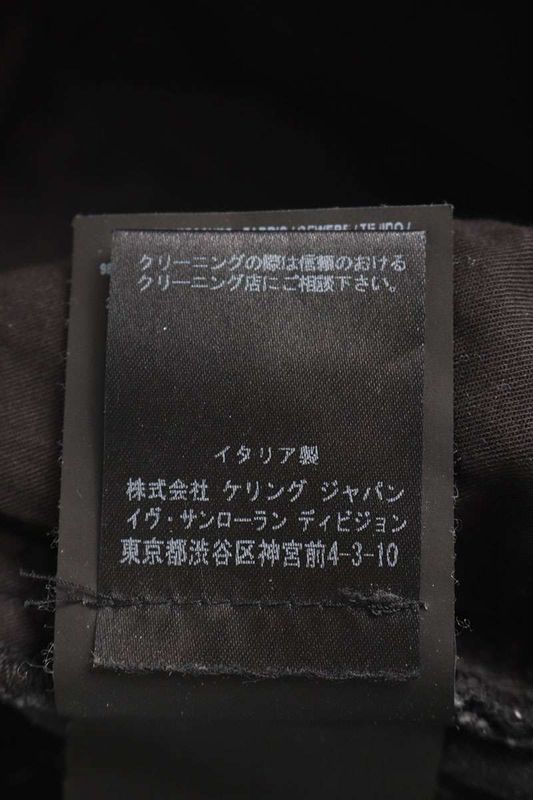 クリーニングの際は信頼のおける
クリーニング店にご相談下さい。
イタリア製
株式会社 ケリング ジャパン
イヴ・サンローラン ディビジョン
東京都渋谷区神宮前4-3-10